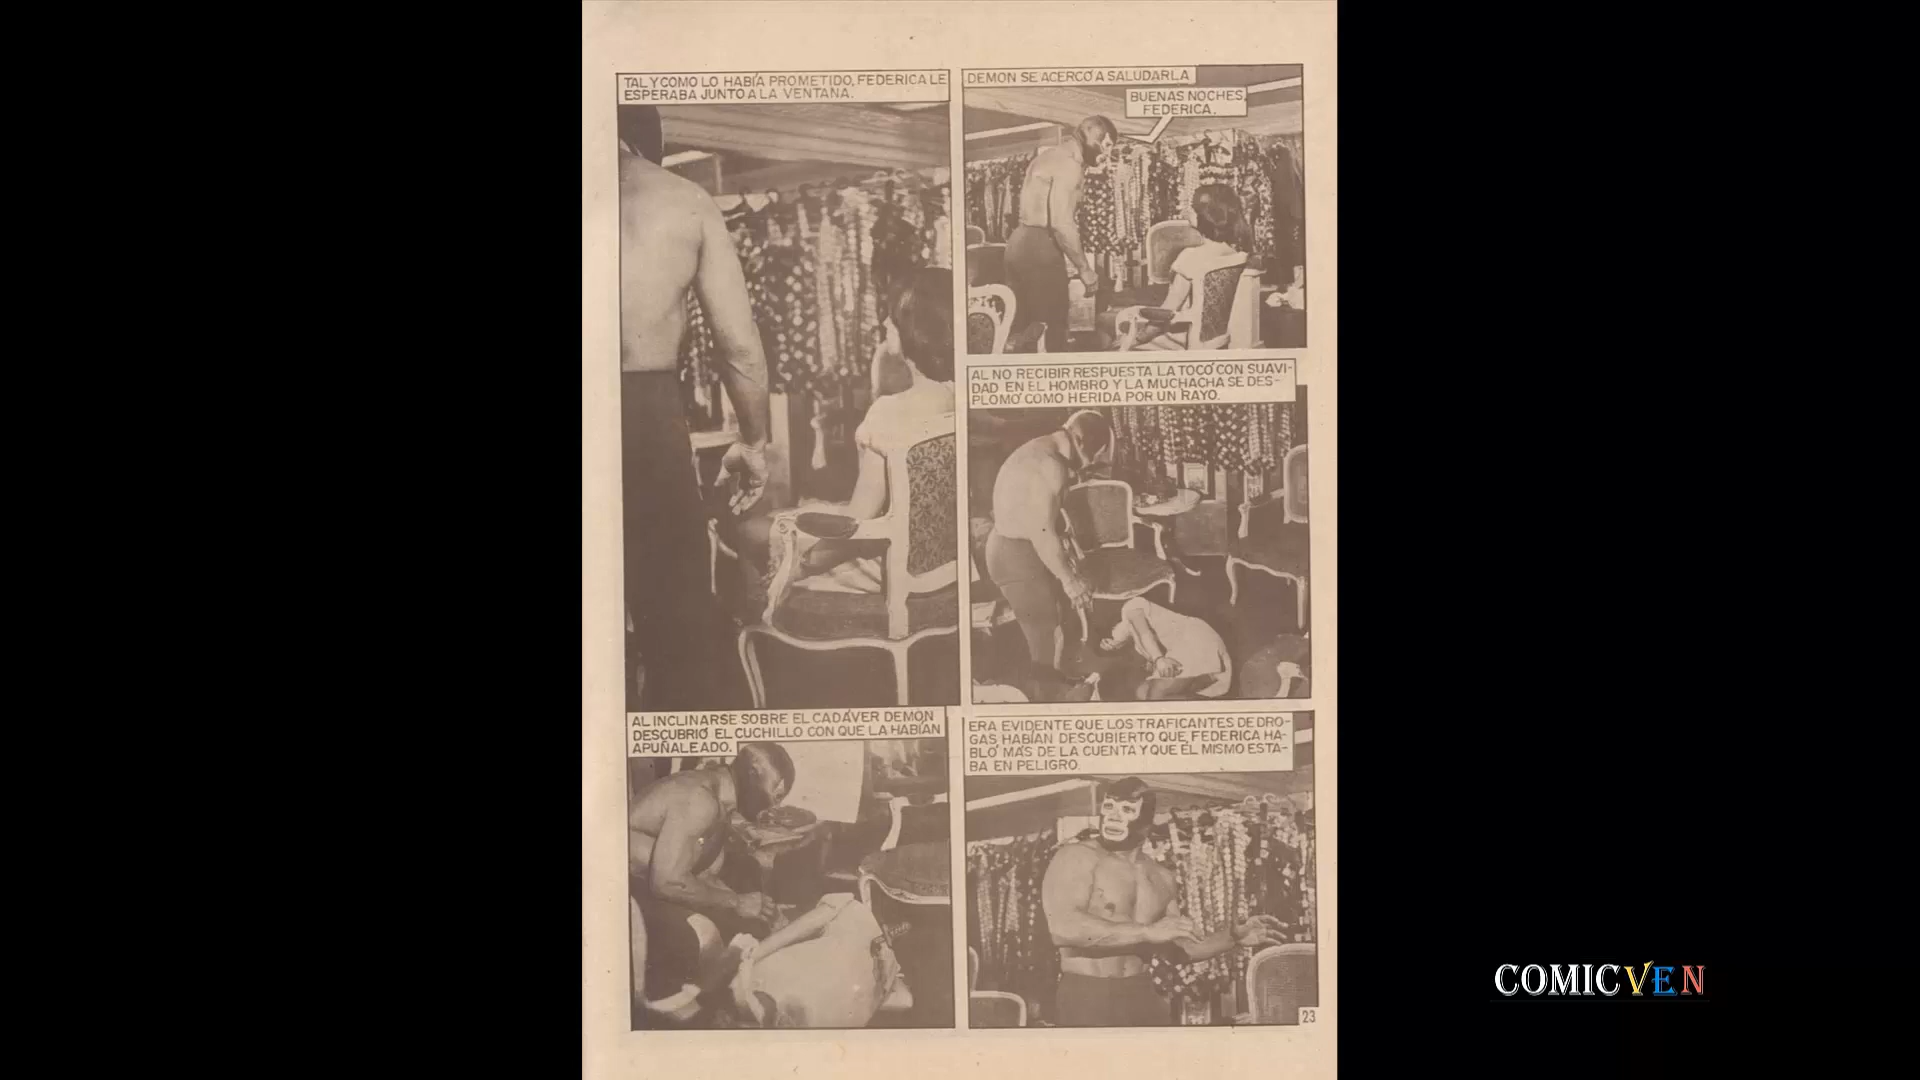 TAL Y COMO LO HABÍA PROMETIDO, FEDERICA LE
ESPERABA JUNTO A LA VENTANA.
DEMON SE ACERCÓ A SALUDARLA
BUENAS NOCHES,
FEDERICA.
AL NO RECIBIR RESPUESTA LA TOCÓ CON SUAVI-
DAD EN EL HOMBRO Y LA MUCHACHA SE DES-
PLOMÓ COMO HERIDA POR UN RAYO.
AL INCLINARSE SOBRE EL CADÁVER DEMON
DESCUBRIÓ EL CUCHILLO CON QUE LA HABÍAN
APUÑALEADO.
ERA EVIDENTE QUE LOS TRAFICANTES DE DRO-
GAS HABÍAN DESCUBIERTO QUE FEDERICA HA-
BLÓ MÁS DE LA CUENTA Y QUE ÉL MISMO ESTA-
BA EN PELIGRO.
23
COMICVEN